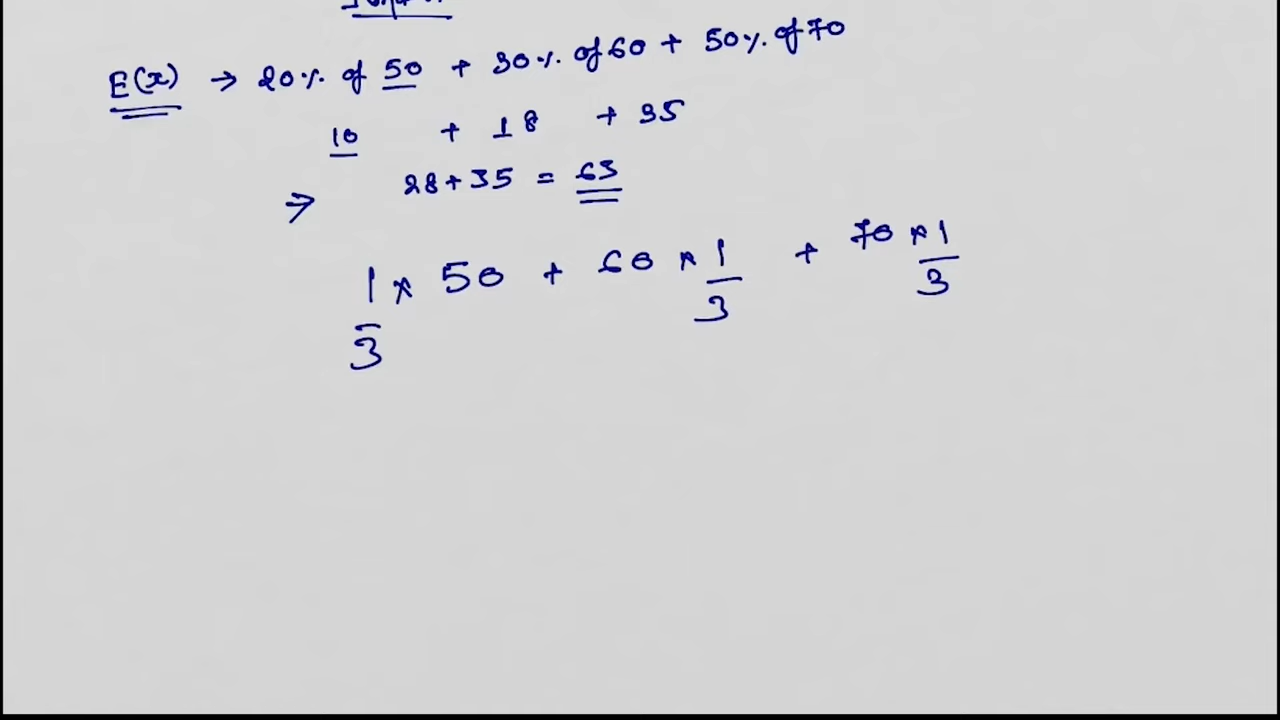 E(x) → 20% of 50 + 30% of 60 + 50% of 70
10 + 18 + 35
⇒ 28 + 35 = 63
1/3 × 50 + 60 × 1/3 + 70 × 1/3